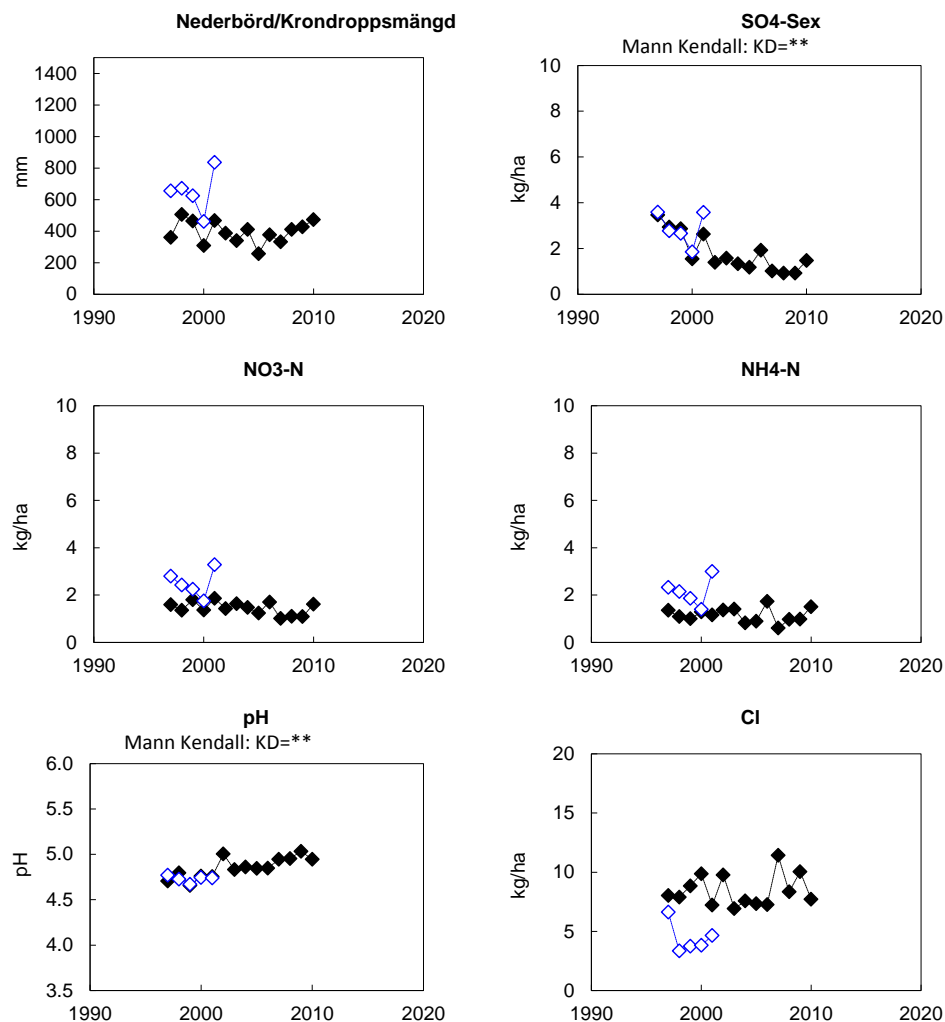 Nederbörd/Krondroppsmängd
1400
1200
1000
800
600
400
200
0
mm
1990 2000 2010 2020
SO4-Sex
Mann Kendall: KD=**
10
8
6
4
2
0
kg/ha
1990 2000 2010 2020
NO3-N
10
8
6
4
2
0
kg/ha
1990 2000 2010 2020
NH4-N
10
8
6
4
2
0
kg/ha
1990 2000 2010 2020
pH
Mann Kendall: KD=**
6.0
5.5
5.0
4.5
4.0
3.5
pH
1990 2000 2010 2020
Cl
20
15
10
5
0
kg/ha
1990 2000 2010 2020